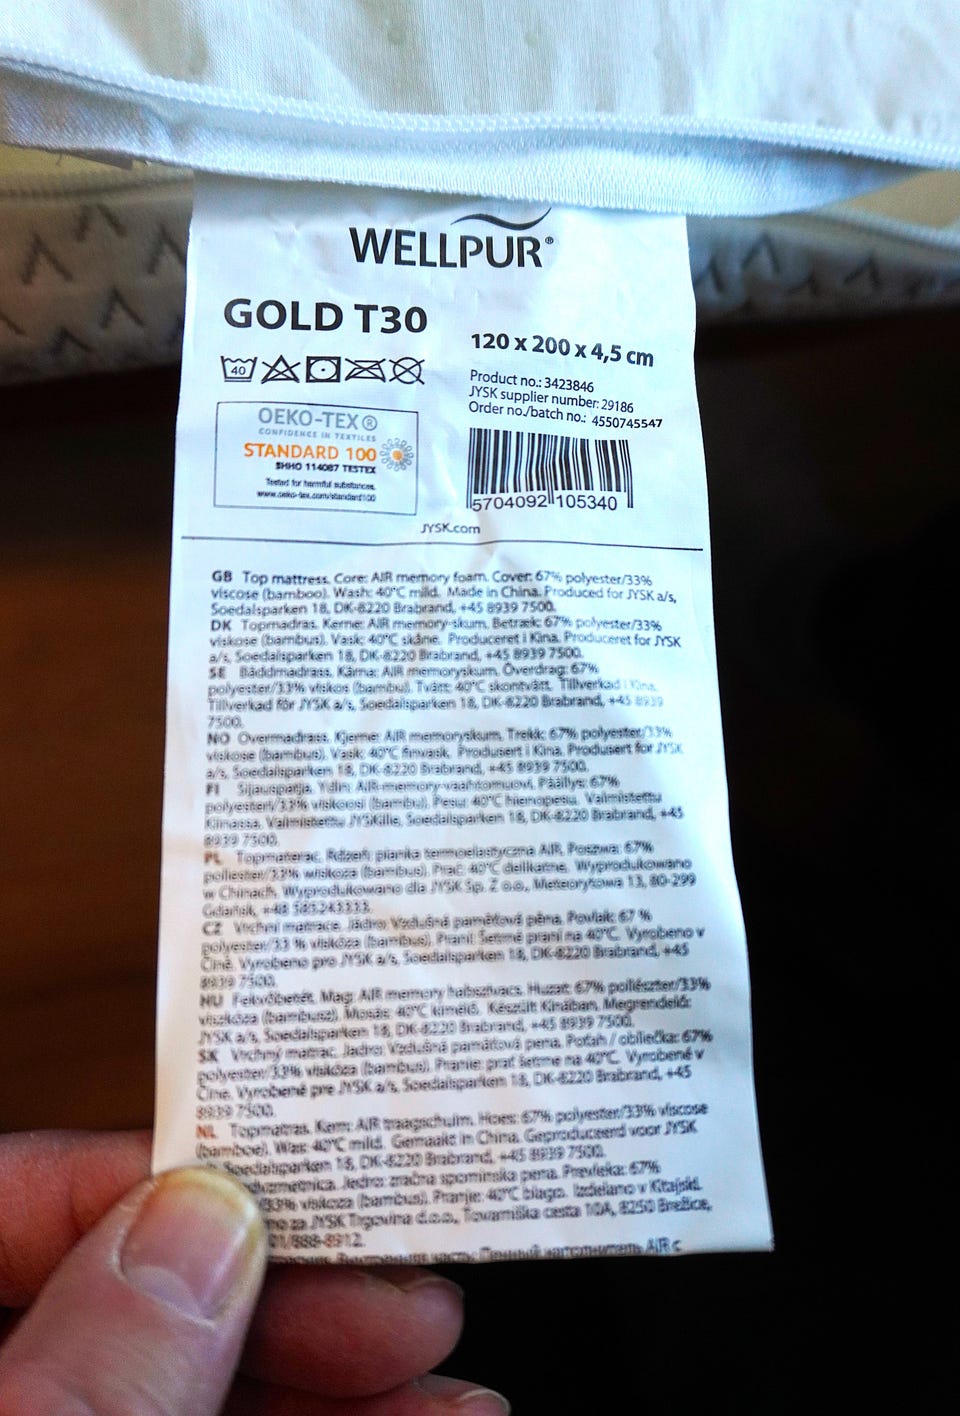 WELLPUR®
GOLD T30
120 x 200 x 4,5 cm
40
Product no.: 3423846
JYSK supplier number: 29186
Order no./batch no.: 4550745547
OEKO-TEX®
CONFIDENCE IN TEXTILES
STANDARD 100
SHHO 114087 TESTEX
Tested for harmful substances.
www.oeko-tex.com/standard100
5704092 105340
JYSK.com
GB Top mattress. Core: AIR memory foam. Cover: 67% polyester/33%
viscose (bamboo). Wash: 40°C mild. Made in China. Produced for JYSK a/s,
Soedalsparken 18, DK-8220 Brabrand, +45 8939 7500.
DK Topmadras. Kerne: AIR memory-skum. Betræk: 67% polyester/33%
viskose (bambus). Vask: 40°C skåne. Produceret i Kina. Produceret for JYSK
a/s, Soedalsparken 18, DK-8220 Brabrand, +45 8939 7500.
SE Bäddmadrass. Kärna: AIR memoryskum. Överdrag: 67%
polyester/33% viskos (bambu). Tvätt: 40°C skontvätt. Tillverkad i Kina.
Tillverkad för JYSK a/s, Soedalsparken 18, DK-8220 Brabrand, +45 8939
7500.
NO Overmadrass. Kjerne: AIR memoryskum. Trekk: 67% polyester/33%
viskose (bambus). Vask: 40°C finvask. Produsert i Kina. Produsert for JYSK
a/s, Soedalsparken 18, DK-8220 Brabrand, +45 8939 7500.
FI Sijauspatja. Ydin: AIR-memory-vaahtomuovi. Päällys: 67%
polyesteri/33% viskoosi (bambu). Pesu: 40°C hienopesu. Valmistettu
Kiinassa. Valmistettu JYSKille, Soedalsparken 18, DK-8220 Brabrand, +45
8939 7500.
PL Topmaterac. Rdzeń: pianka termoelastyczna AIR. Poszwa: 67%
poliester/33% wiskoza (bambus). Prać: 40°C delikatne. Wyprodukowano
w Chinach. Wyprodukowano dla JYSK Sp. Z o.o., Meteorytowa 13, 80-299
Gdańsk, +48 585243333.
CZ Vrchní matrace. Jádro: Vzdušná paměťová pěna. Povlak: 67 %
polyester/33 % viskóza (bambus). Praní: Šetrné praní na 40°C. Vyrobeno v
Číně. Vyrobeno pro JYSK a/s, Soedalsparken 18, DK-8220 Brabrand, +45
8939 7500.
HU Fekvőbetét. Mag: AIR memory habszivacs. Huzat: 67% poliészter/33%
viszkóza (bambusz). Mosás: 40°C kímélő. Készült Kínában. Megrendelő:
JYSK a/s, Soedalsparken 18, DK-8220 Brabrand, +45 8939 7500.
SK Vrchný matrac. Jadro: Vzdušná pamäťová pena. Poťah / obliečka: 67%
polyester/33% viskóza (bambus). Pranie: prať šetrne na 40°C. Vyrobené v
Číne. Vyrobené pre JYSK a/s, Soedalsparken 18, DK-8220 Brabrand, +45
8939 7500.
NL Topmatras. Kern: AIR traagschuim. Hoes: 67% polyester/33% viscose
(bamboe). Was: 40°C mild. Gemaakt in China. Geproduceerd voor JYSK
Soedalsparken 18, DK-8220 Brabrand, +45 8939 7500.
Jedro: zračna spominska pena. Prevleka: 67%
33% viskoza (bambus). Pranje: 40°C blago. Izdelano v Kitajski.
za JYSK Trgovina d.o.o., Tovarniška cesta 10A, 8250 Brežice,
01/888-8912.
Внутренняя часть: Пенный наполнитель AIR с